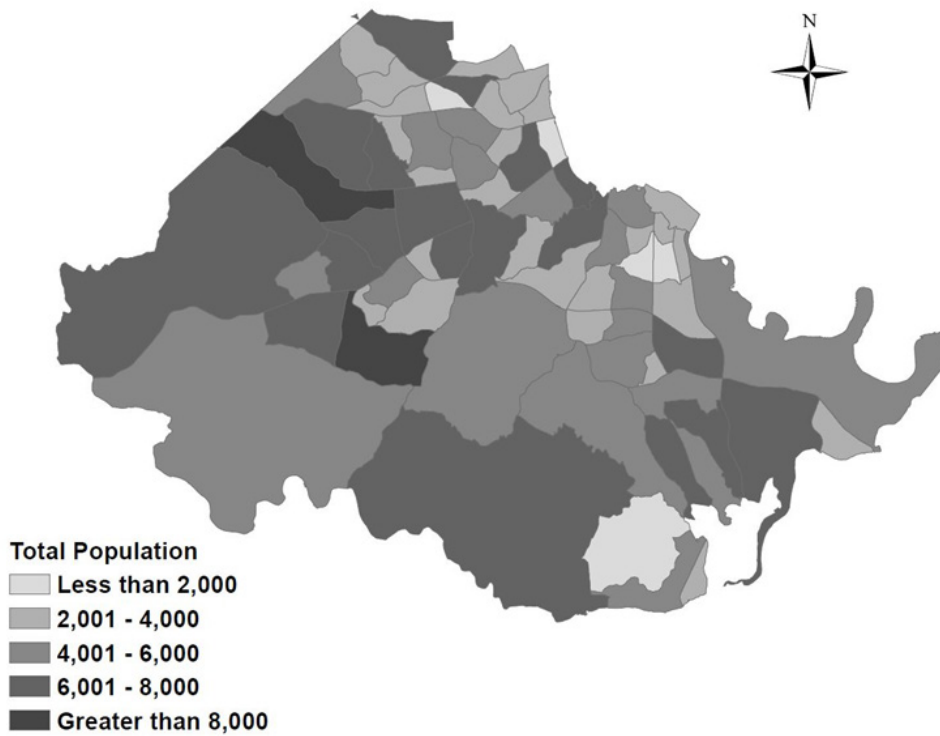 N
Total Population
Less than 2,000
2,001 - 4,000
4,001 - 6,000
6,001 - 8,000
Greater than 8,000